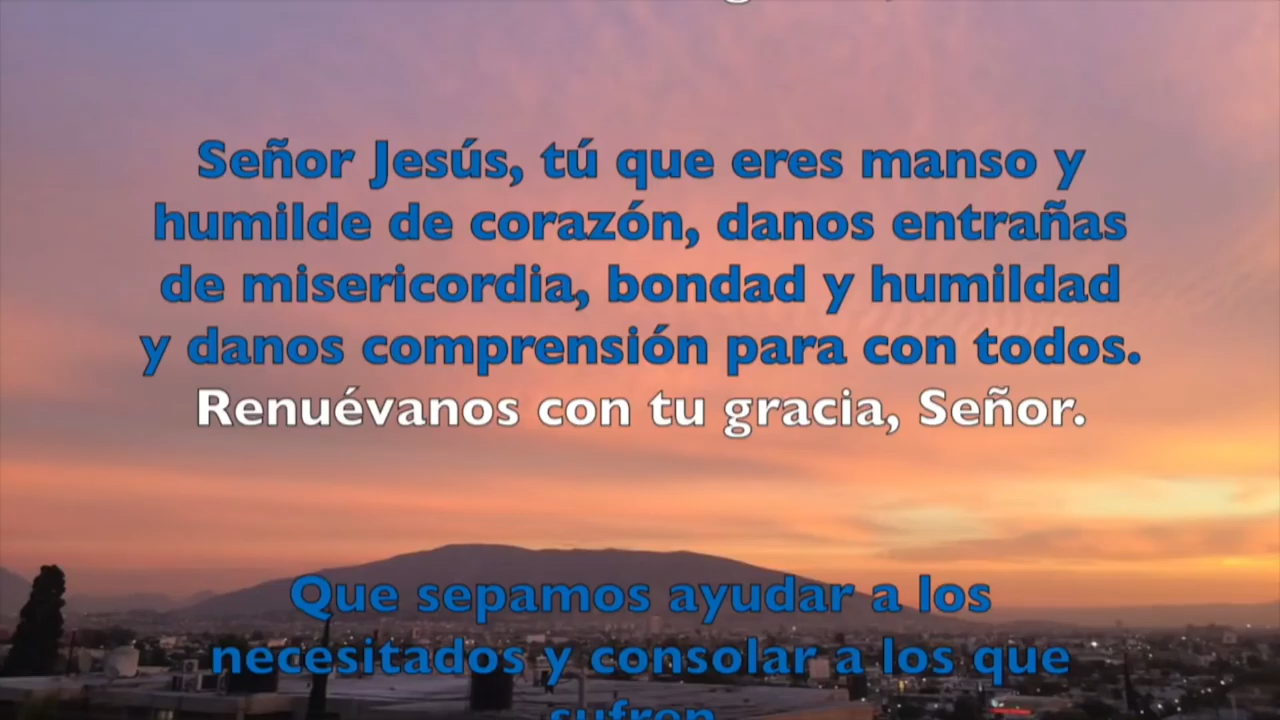 Señor Jesús, tú que eres manso y
humilde de corazón, danos entrañas
de misericordia, bondad y humildad
y danos comprensión para con todos.
Renuévanos con tu gracia, Señor.
Que sepamos ayudar a los
necesitados y consolar a los que
sufren